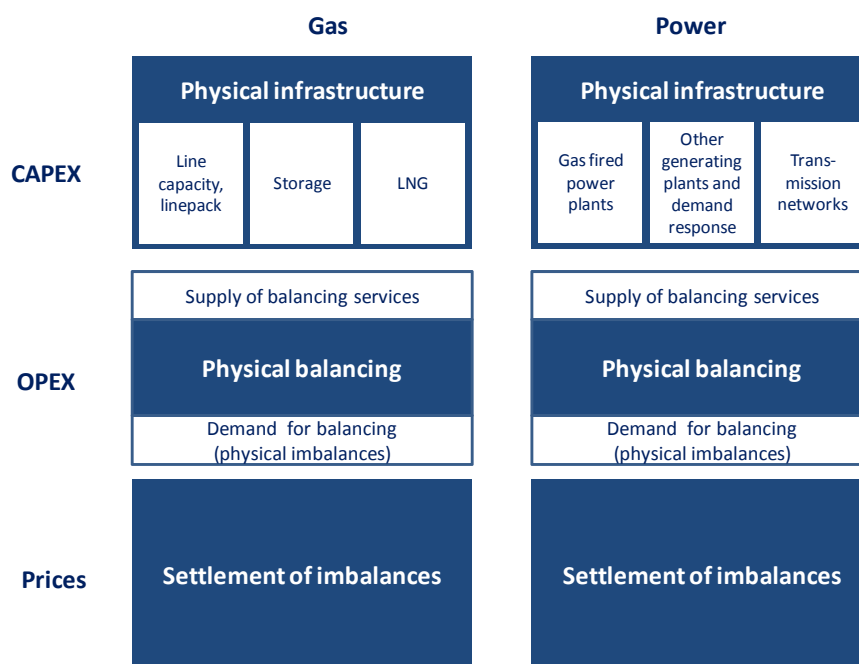 Gas
Power
Physical infrastructure
Physical infrastructure
CAPEX
Line
capacity,
linepack
Storage
LNG
Gas fired
power
plants
Other
generating
plants and
demand
response
Trans-
mission
networks
Supply of balancing services
Supply of balancing services
OPEX
Physical balancing
Physical balancing
Demand for balancing
(physical imbalances)
Demand for balancing
(physical imbalances)
Prices
Settlement of imbalances
Settlement of imbalances